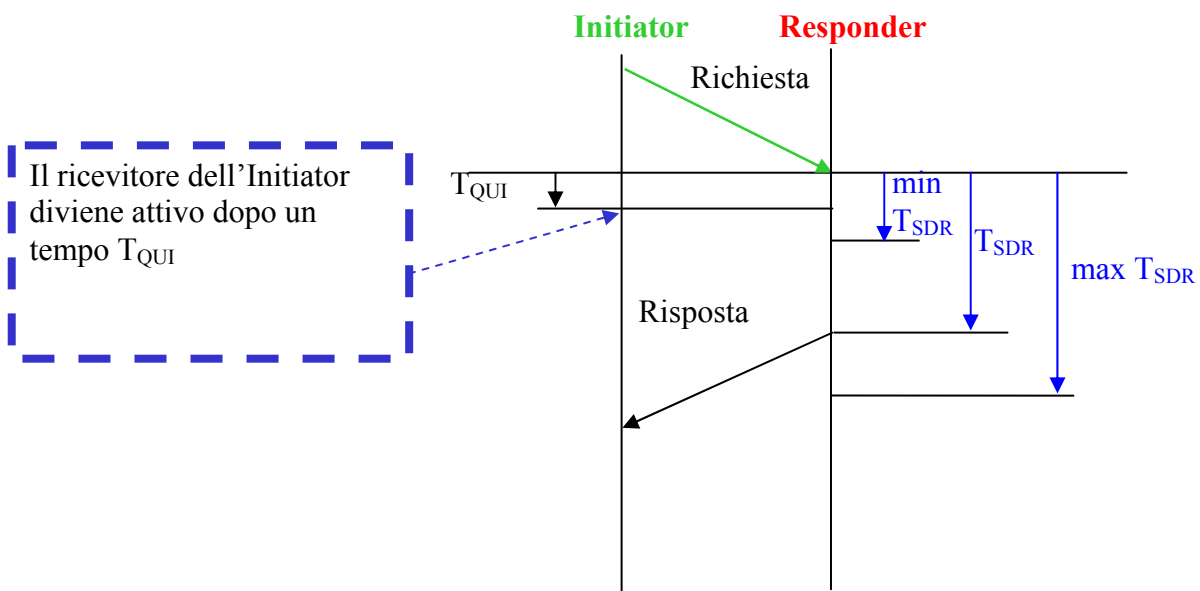 Initiator
Responder
Richiesta
Il ricevitore dell’Initiator
diviene attivo dopo un
tempo TQUI
TQUI
min
TSDR
TSDR
max TSDR
Risposta